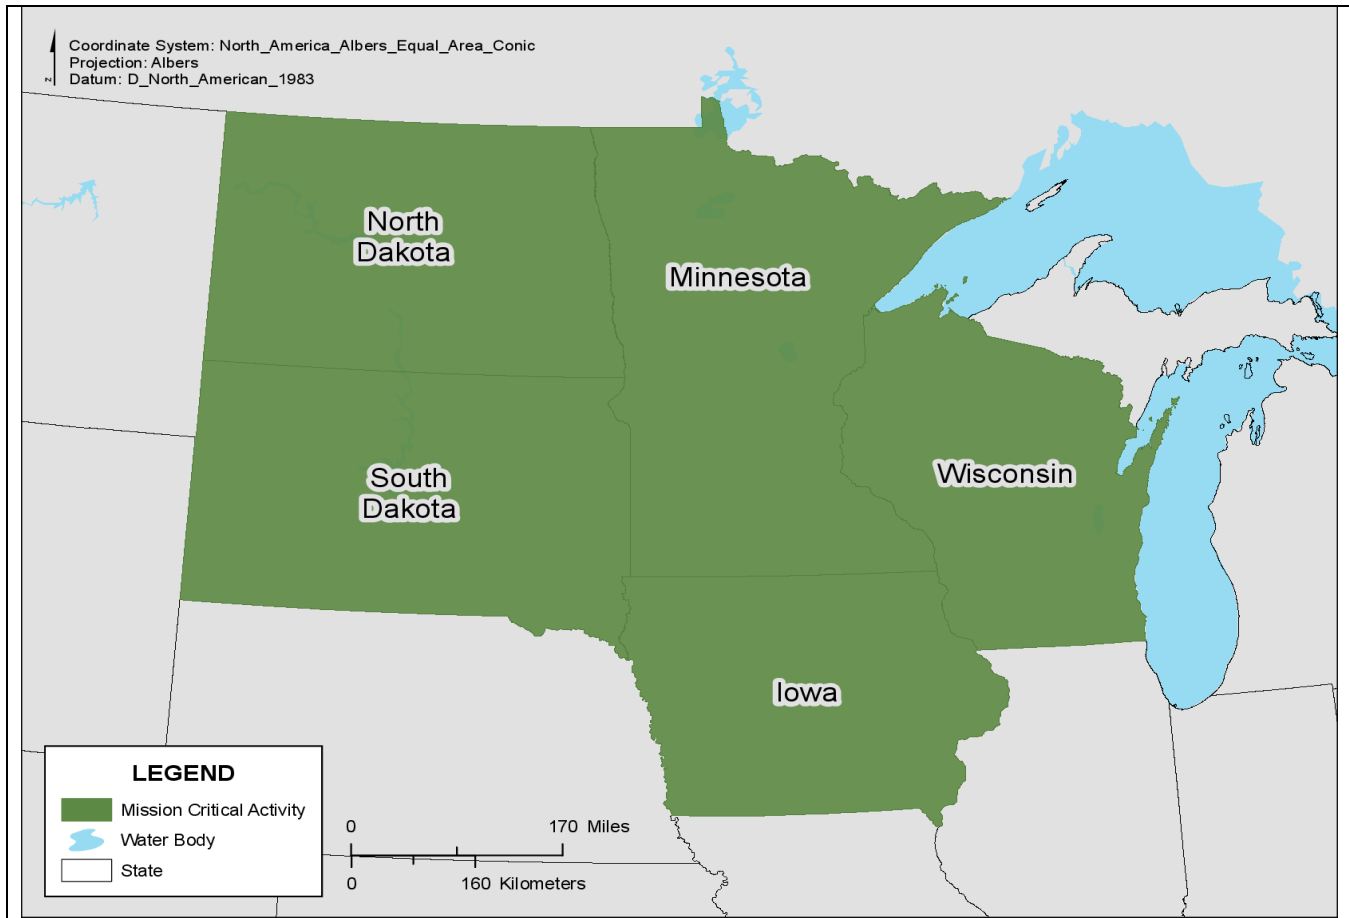 Coordinate System: North_America_Albers_Equal_Area_Conic
Projection: Albers
Datum: D_North_American_1983
N
North
Dakota
Minnesota
South
Dakota
Wisconsin
Iowa
LEGEND
Mission Critical Activity
Water Body
State
0 170 Miles
0 160 Kilometers